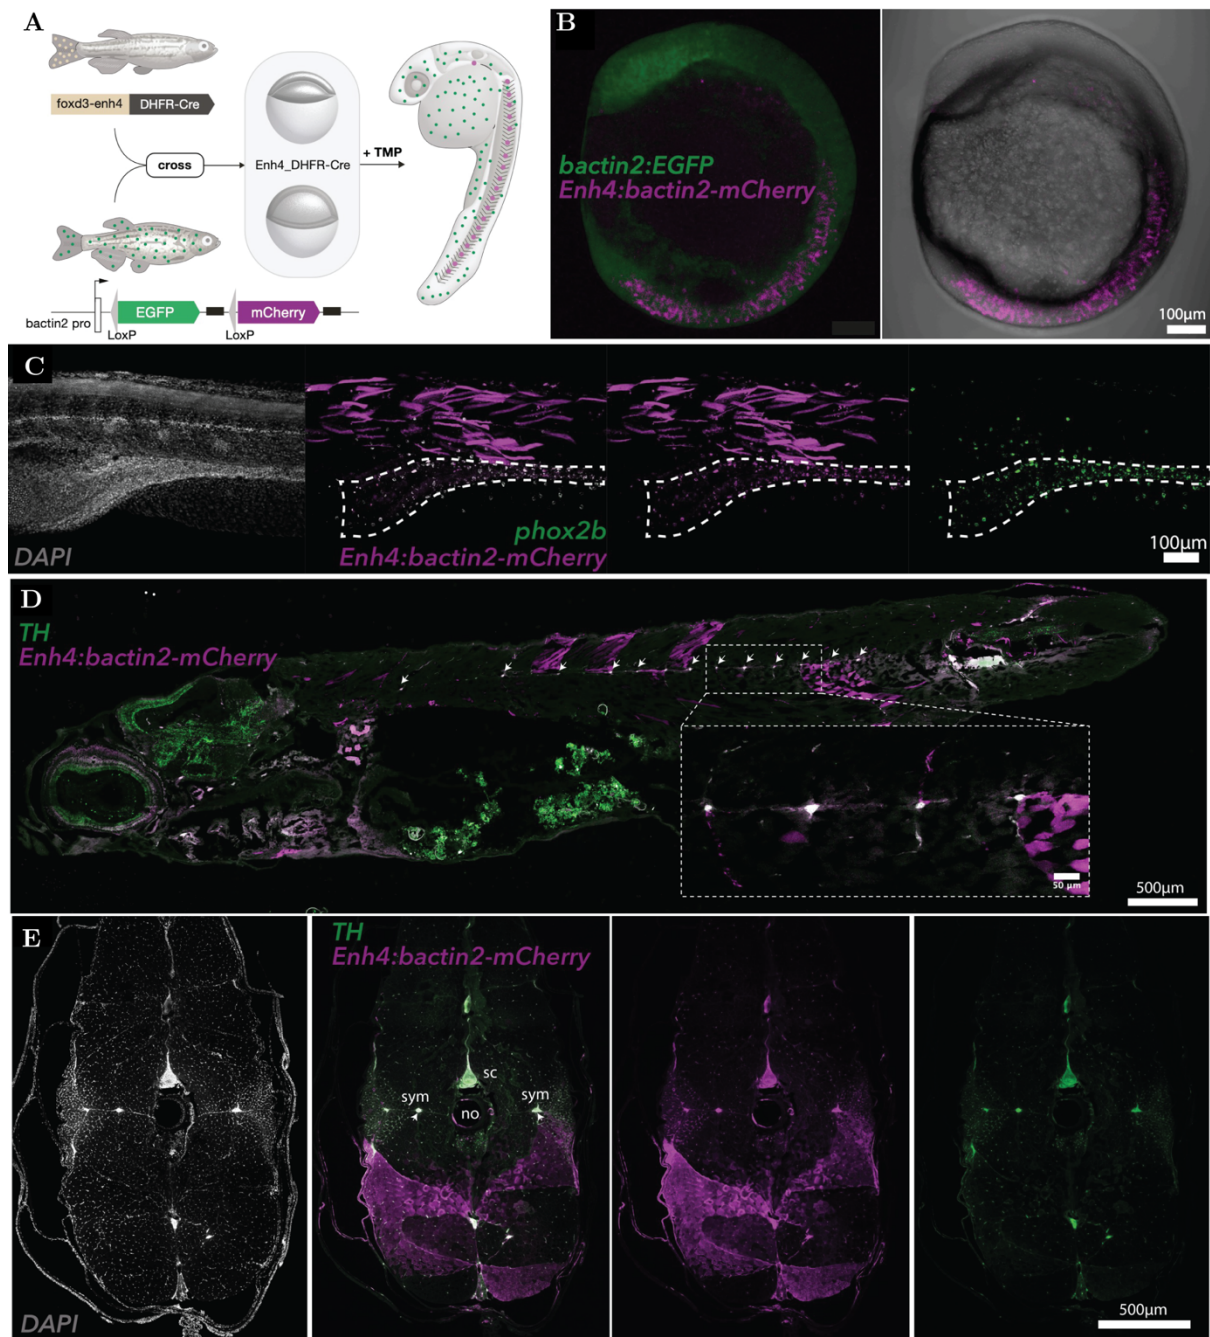 A
foxd3-enh4 DHFR-Cre
cross
Enh4_DHFR-Cre
+ TMP
EGFP mCherry
bactin2 pro
LoxP LoxP
B
bactin2:EGFP
Enh4:bactin2-mCherry
100µm
C
DAPI
phox2b
Enh4:bactin2-mCherry
100µm
D
TH
Enh4:bactin2-mCherry
50 µm
500µm
E
DAPI
TH
Enh4:bactin2-mCherry
sc
sym sym
no
500µm